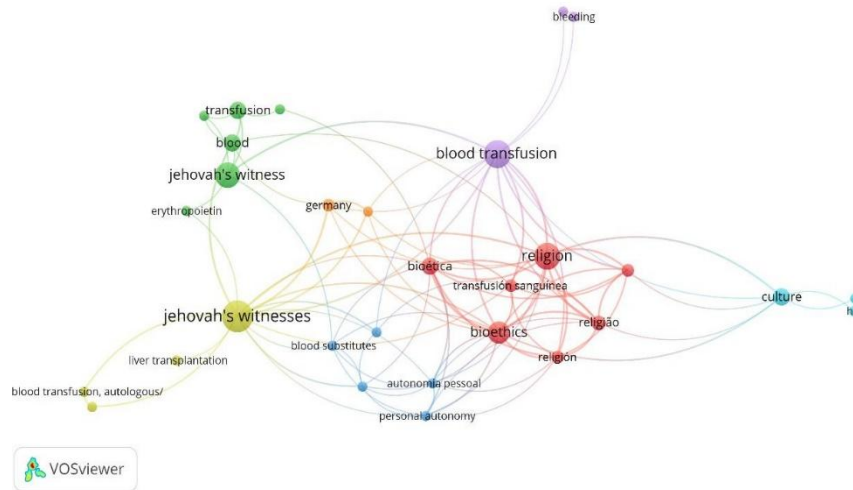 bleeding
transfusion
blood
blood transfusion
jehovah's witness
erythropoietin
germany
religion
bioética
transfusión sanguínea
culture
h
jehovah's witnesses
religião
bioethics
blood substitutes
religión
liver transplantation
autonomia pessoal
blood transfusion, autologous/
personal autonomy
VOSviewer